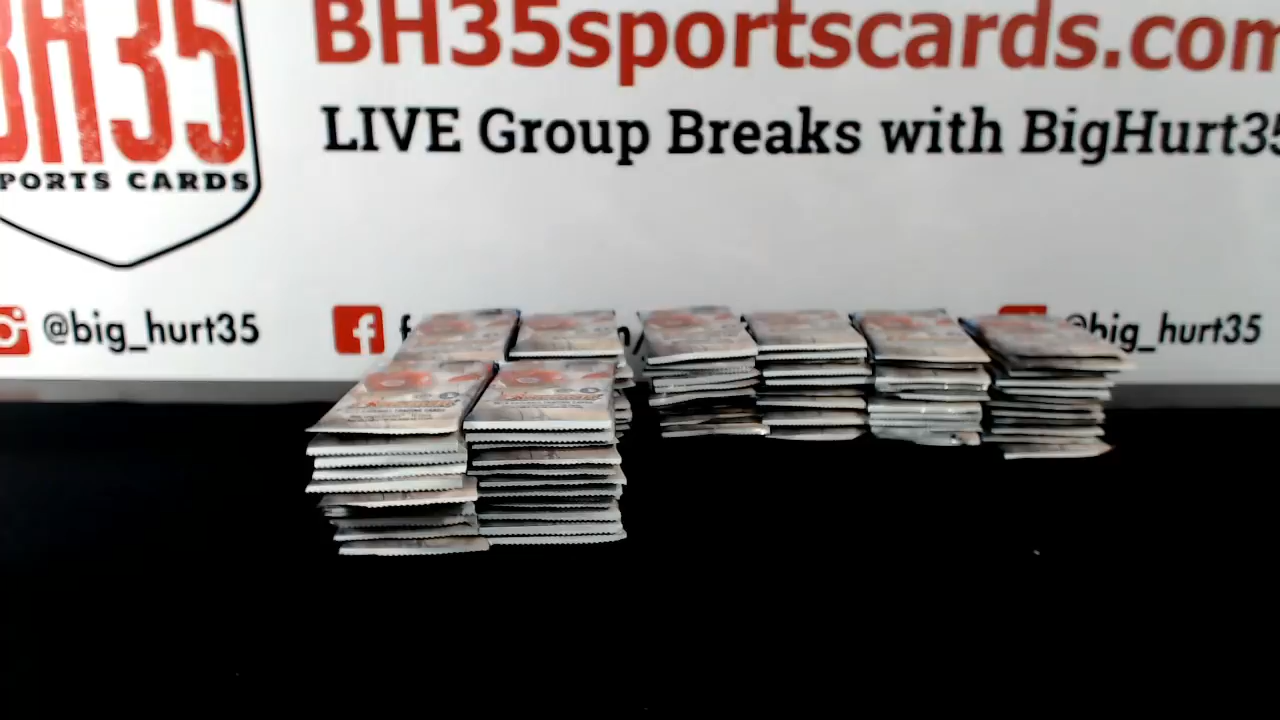 BH35
PORTS CARDS
BH35sportscards.com
LIVE Group Breaks with BigHurt35
@big_hurt35
f
@big_hurt35